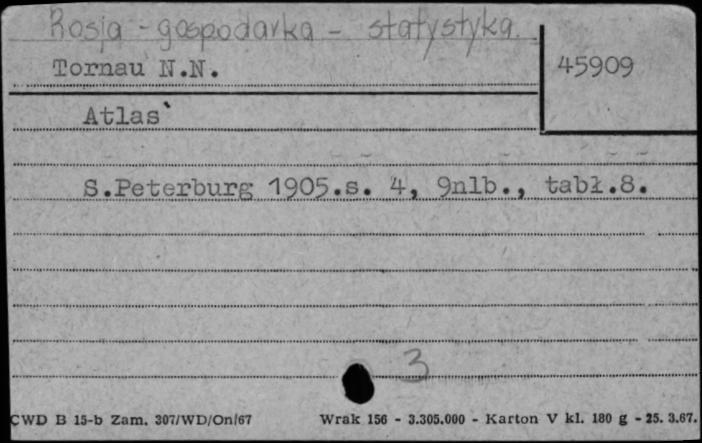 Rosja - gospodarka - statystyka
Tornau N.N.
45909
Atlas`
S.Peterburg 1905.s. 4, 9nlb., tabl.8.
3
CWD B 15-b Zam. 307/WD/On/67 Wrak 156 - 3.305.000 - Karton V kl. 180 g - 25. 3.67.